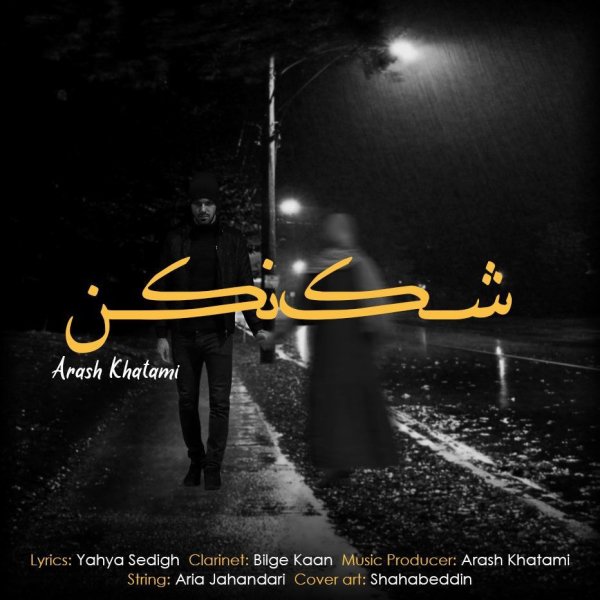 شک نکن
Arash Khatami
Lyrics: Yahya Sedigh Clarinet: Bilge Kaan Music Producer: Arash Khatami
String: Aria Jahandari Cover art: Shahabeddin